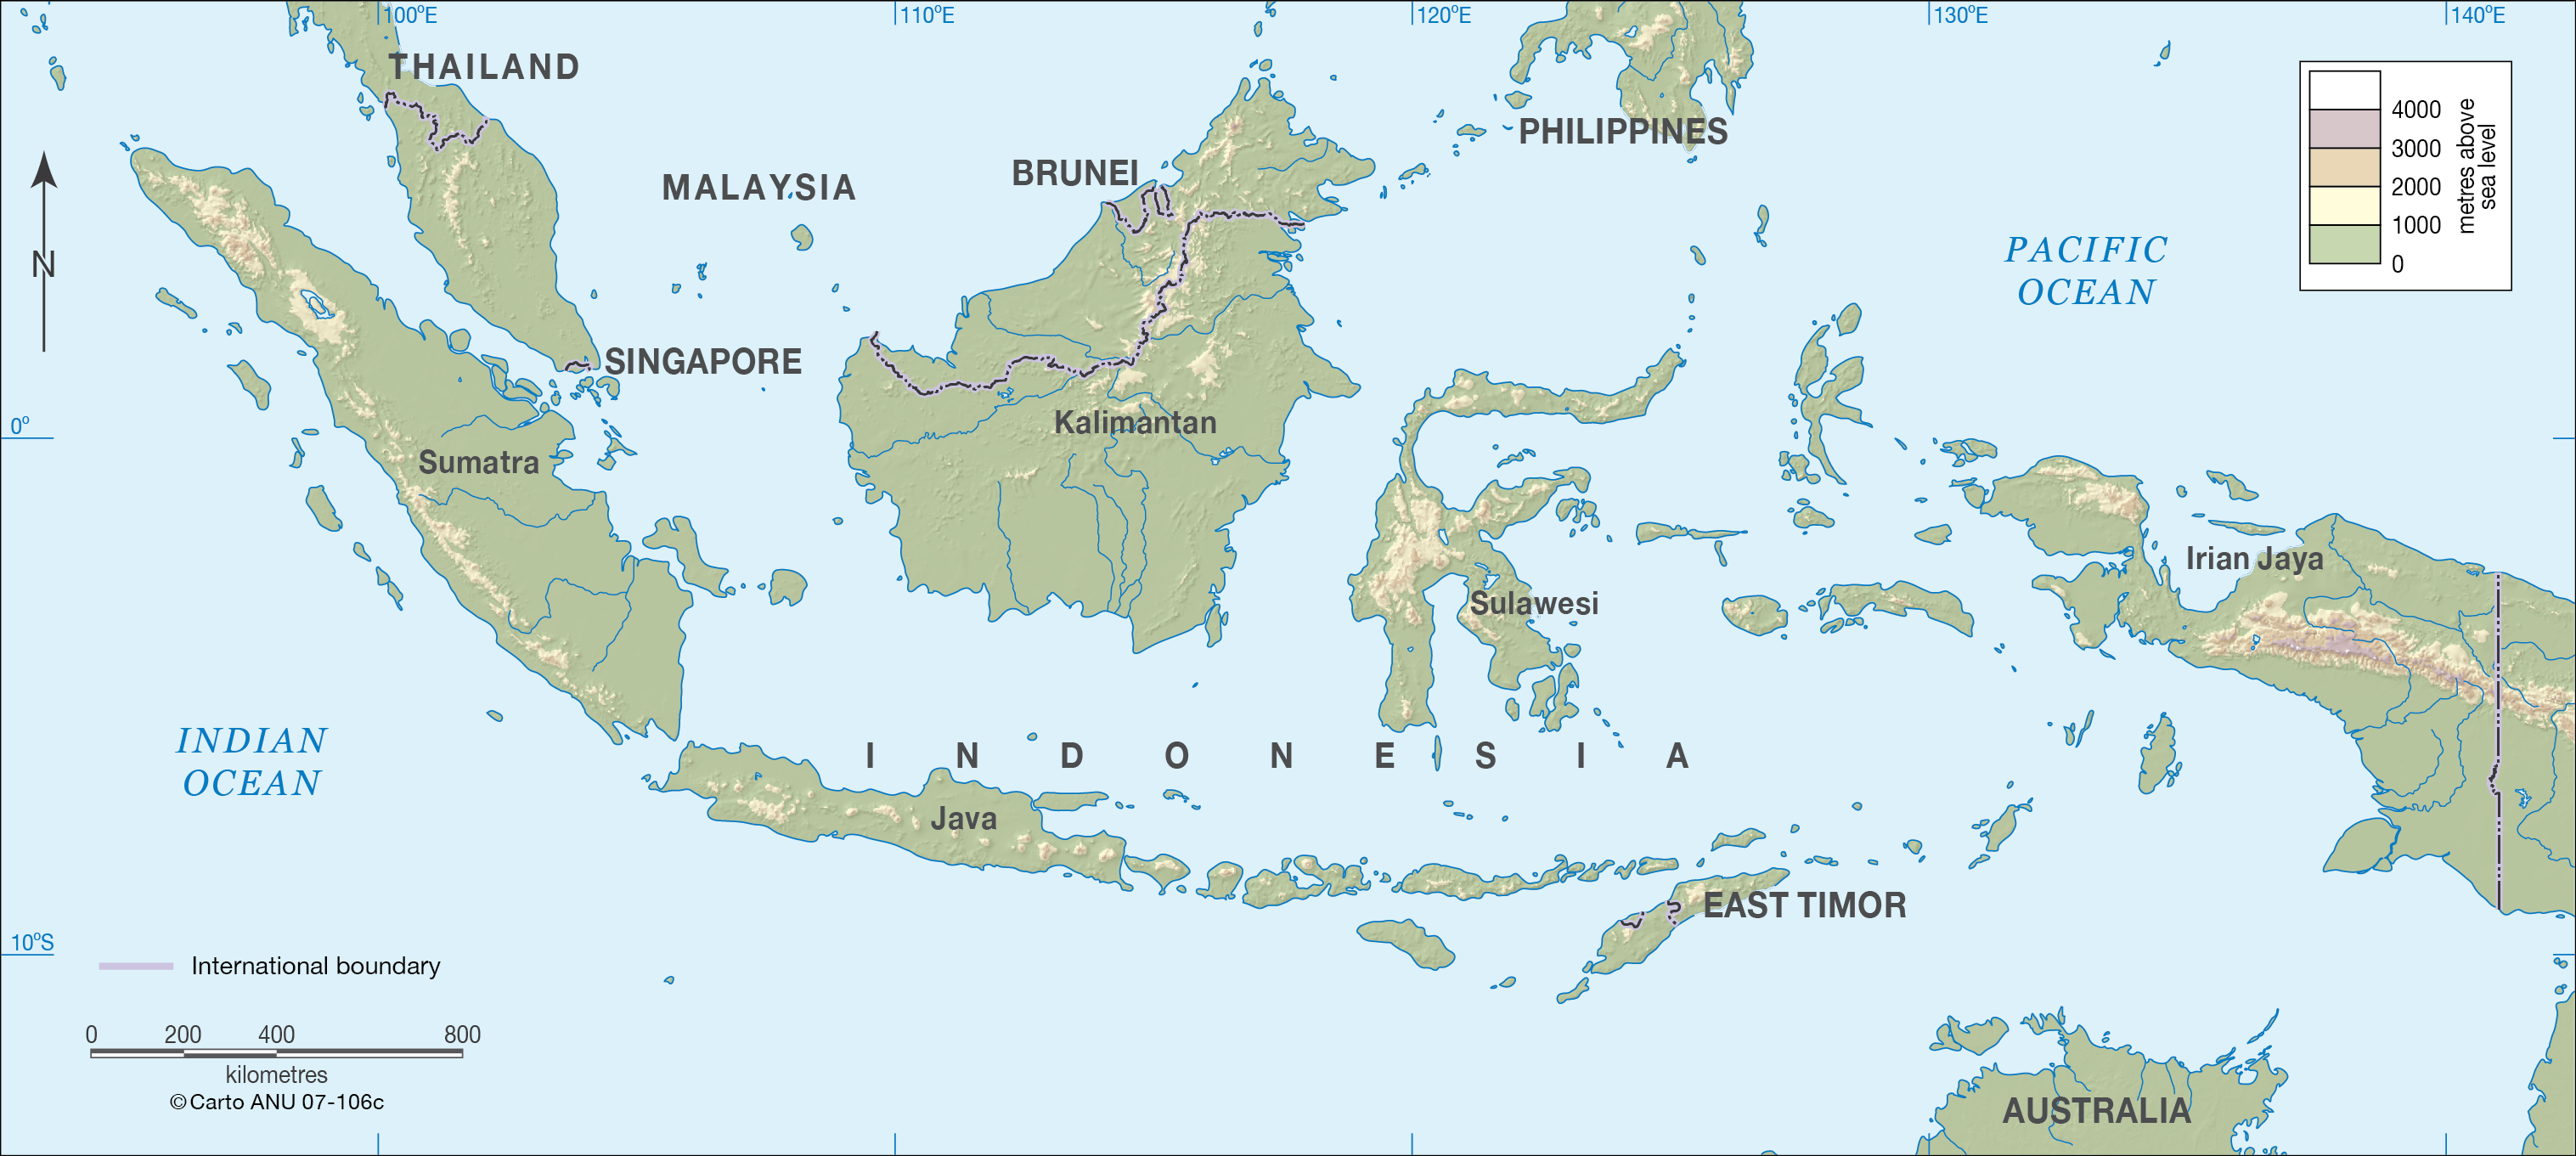 100°E
110°E
120°E
130°E
140°E
THAILAND
4000
3000
2000
1000
0
metres above
sea level
PHILIPPINES
BRUNEI
MALAYSIA
N
PACIFIC
OCEAN
SINGAPORE
0°
Kalimantan
Sumatra
Irian Jaya
Sulawesi
INDIAN
OCEAN
INDONESIA
Java
EAST TIMOR
10°S
International boundary
0 200 400 800
kilometres
© Carto ANU 07-106c
AUSTRALIA